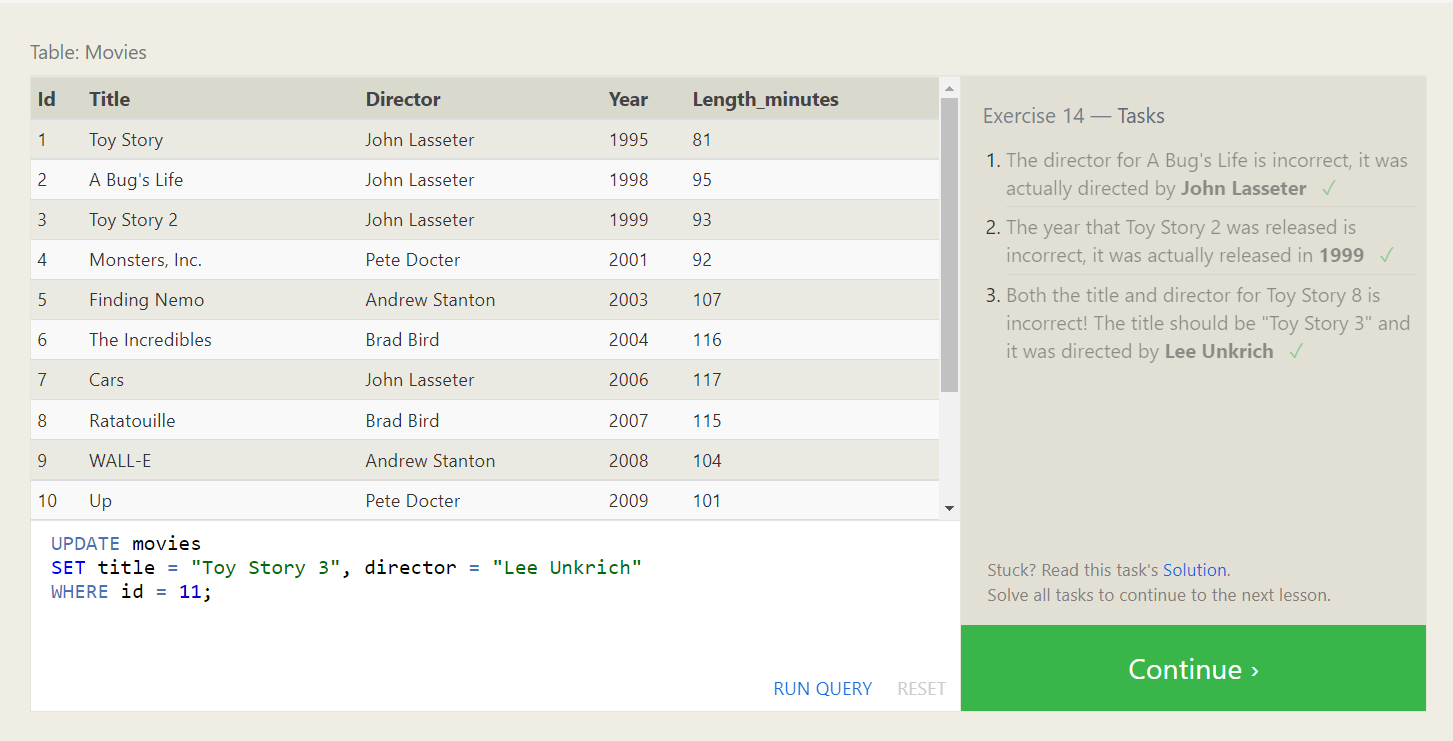 Table: Movies
Id Title Director Year Length_minutes
1 Toy Story John Lasseter 1995 81
2 A Bug's Life John Lasseter 1998 95
3 Toy Story 2 John Lasseter 1999 93
4 Monsters, Inc. Pete Docter 2001 92
5 Finding Nemo Andrew Stanton 2003 107
6 The Incredibles Brad Bird 2004 116
7 Cars John Lasseter 2006 117
8 Ratatouille Brad Bird 2007 115
9 WALL-E Andrew Stanton 2008 104
10 Up Pete Docter 2009 101
UPDATE movies
SET title = "Toy Story 3", director = "Lee Unkrich"
WHERE id = 11;
RUN QUERY RESET
Exercise 14 — Tasks
1. The director for A Bug's Life is incorrect, it was
actually directed by John Lasseter ✓
2. The year that Toy Story 2 was released is
incorrect, it was actually released in 1999 ✓
3. Both the title and director for Toy Story 8 is
incorrect! The title should be "Toy Story 3" and
it was directed by Lee Unkrich ✓
Stuck? Read this task's Solution.
Solve all tasks to continue to the next lesson.
Continue ›